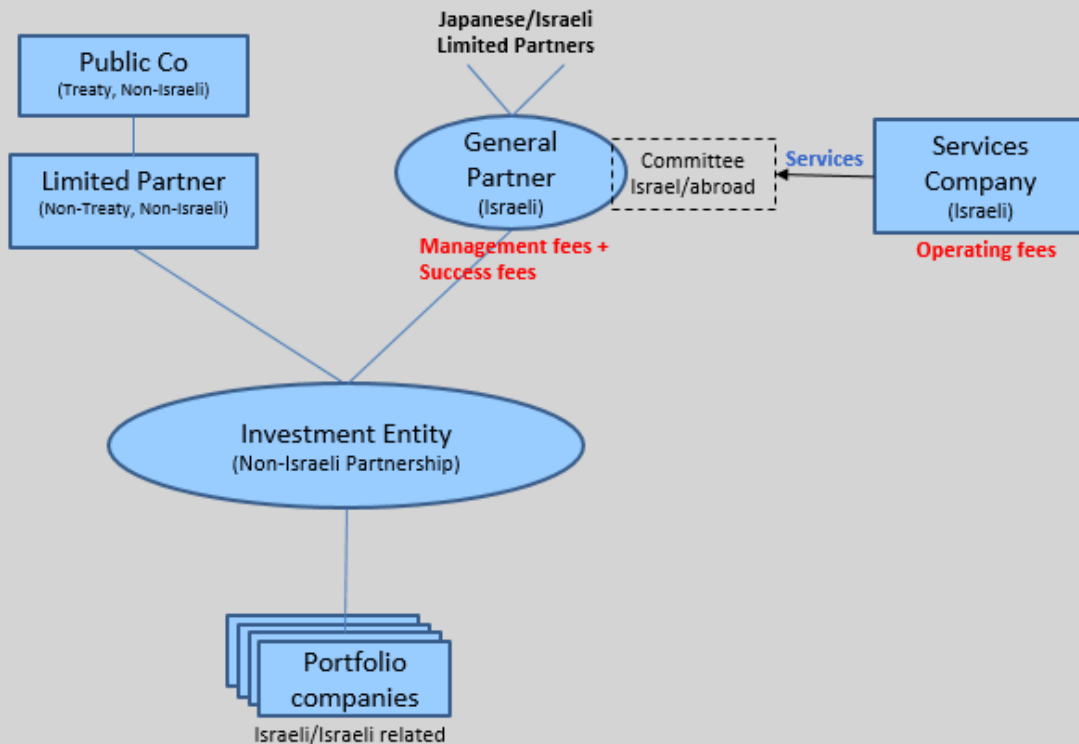 Japanese/Israeli
Limited Partners
Public Co
(Treaty, Non-Israeli)
Limited Partner
(Non-Treaty, Non-Israeli)
General
Partner
(Israeli)
Committee
Israel/abroad
Services
Services
Company
(Israeli)
Management fees +
Success fees
Operating fees
Investment Entity
(Non-Israeli Partnership)
Portfolio
companies
Israeli/Israeli related